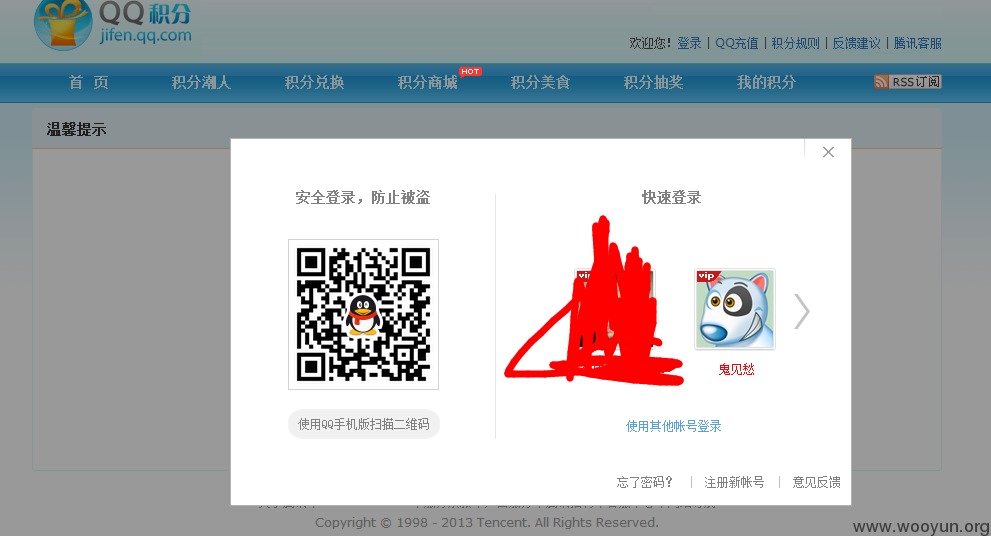 QQ积分
jifen.qq.com
欢迎您! 登录 | QQ充值 | 积分规则 | 反馈建议 | 腾讯客服
首 页 积分潮人 积分兑换 积分商城 HOT 积分美食 积分抽奖 我的积分 RSS订阅
温馨提示
安全登录，防止被盗
快速登录
vip
vip
鬼见愁
使用QQ手机版扫描二维码
使用其他帐号登录
忘了密码? | 注册新帐号 | 意见反馈
Copyright © 1998 - 2013 Tencent. All Rights Reserved.
www.wooyun.org